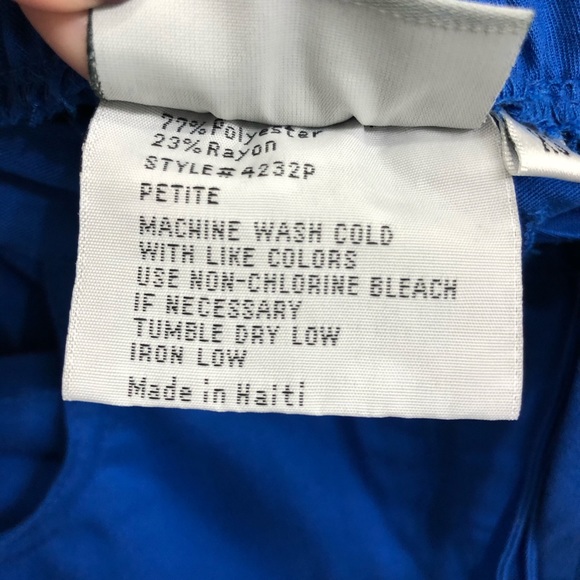 77% Polyester
23% Rayon
STYLE# 4232P
PETITE
MACHINE WASH COLD
WITH LIKE COLORS
USE NON-CHLORINE BLEACH
IF NECESSARY
TUMBLE DRY LOW
IRON LOW
Made in Haiti